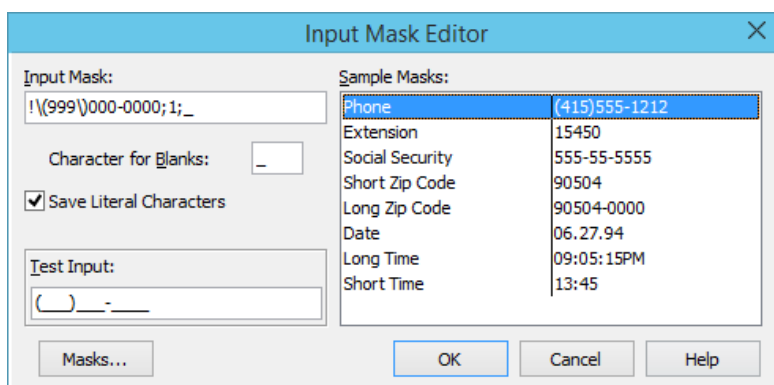 Input Mask Editor
Input Mask:
!\(999\)000-0000;1;_
Character for Blanks: _
Save Literal Characters
Test Input:
(___)___-____
Masks...
Sample Masks:
Phone (415)555-1212
Extension 15450
Social Security 555-55-5555
Short Zip Code 90504
Long Zip Code 90504-0000
Date 06.27.94
Long Time 09:05:15PM
Short Time 13:45
OK Cancel Help